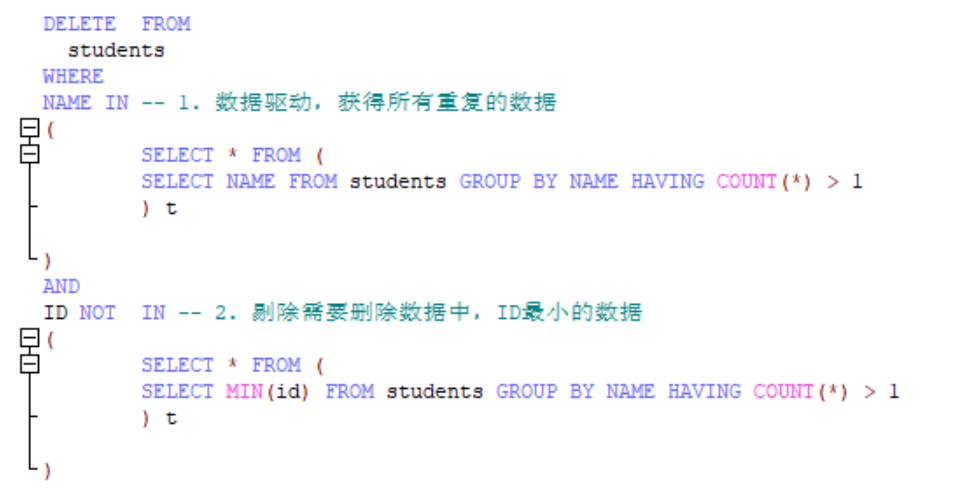 DELETE FROM
students
WHERE
NAME IN -- 1. 数据驱动，获得所有重复的数据
(
SELECT * FROM (
SELECT NAME FROM students GROUP BY NAME HAVING COUNT(*) > 1
) t
)
AND
ID NOT IN -- 2. 剔除需要删除数据中，ID最小的数据
(
SELECT * FROM (
SELECT MIN(id) FROM students GROUP BY NAME HAVING COUNT(*) > 1
) t
)